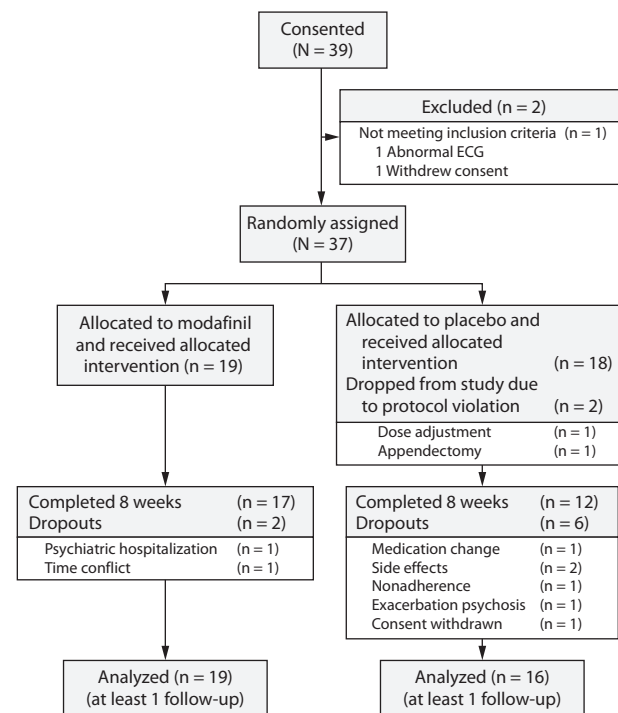 Consented
(N = 39)
Excluded (n = 2)
Not meeting inclusion criteria (n = 1)
1 Abnormal ECG
1 Withdrew consent
Randomly assigned
(N = 37)
Allocated to modafinil
and received allocated
intervention (n = 19)
Allocated to placebo and
received allocated
intervention (n = 18)
Dropped from study due
to protocol violation (n = 2)
Dose adjustment (n = 1)
Appendectomy (n = 1)
Completed 8 weeks (n = 17)
Dropouts (n = 2)
Psychiatric hospitalization (n = 1)
Time conflict (n = 1)
Completed 8 weeks (n = 12)
Dropouts (n = 6)
Medication change (n = 1)
Side effects (n = 2)
Nonadherence (n = 1)
Exacerbation psychosis (n = 1)
Consent withdrawn (n = 1)
Analyzed (n = 19)
(at least 1 follow-up)
Analyzed (n = 16)
(at least 1 follow-up)